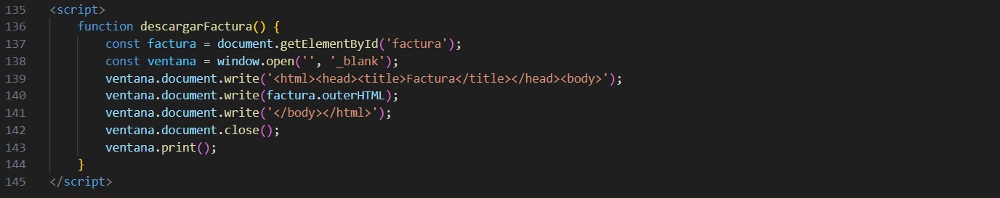 135 <script>
136 function descargarFactura() {
137 const factura = document.getElementById('factura');
138 const ventana = window.open('', '_blank');
139 ventana.document.write('<html><head><title>Factura</title></head><body>');
140 ventana.document.write(factura.outerHTML);
141 ventana.document.write('</body></html>');
142 ventana.document.close();
143 ventana.print();
144 }
145 </script>